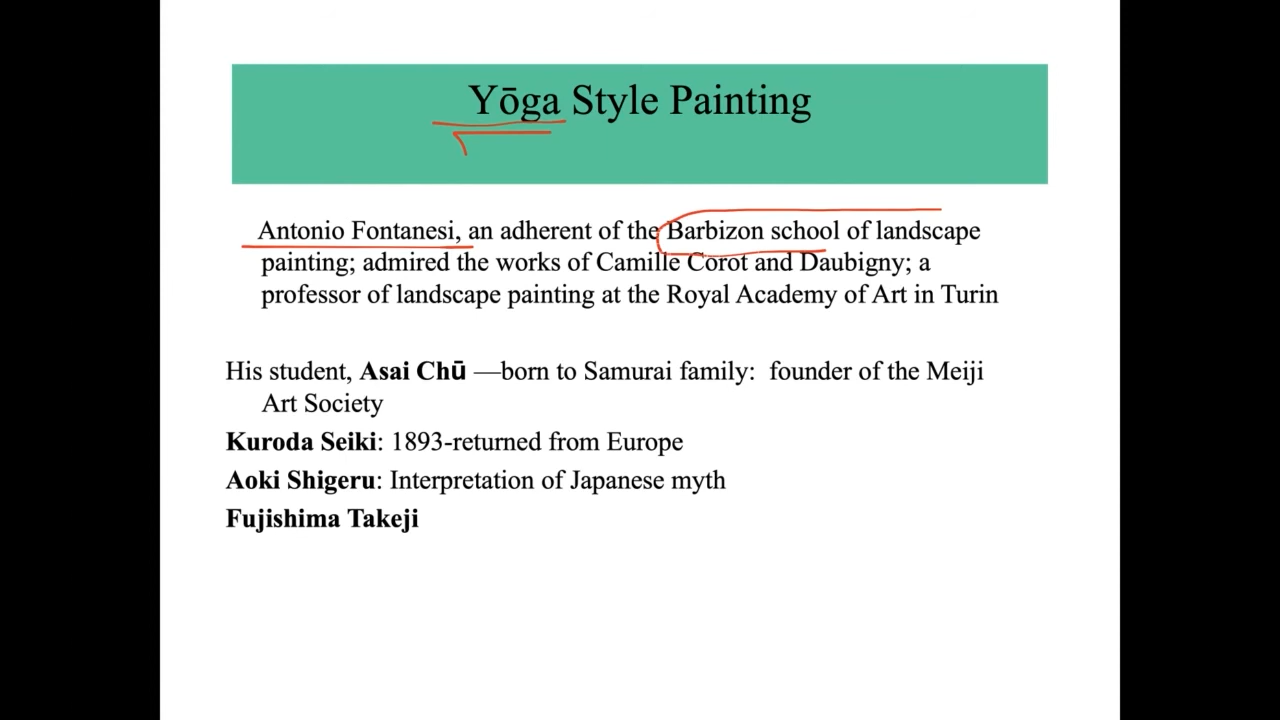 Yōga Style Painting
Antonio Fontanesi, an adherent of the Barbizon school of landscape
painting; admired the works of Camille Corot and Daubigny; a
professor of landscape painting at the Royal Academy of Art in Turin
His student, Asai Chū —born to Samurai family: founder of the Meiji
Art Society
Kuroda Seiki: 1893-returned from Europe
Aoki Shigeru: Interpretation of Japanese myth
Fujishima Takeji